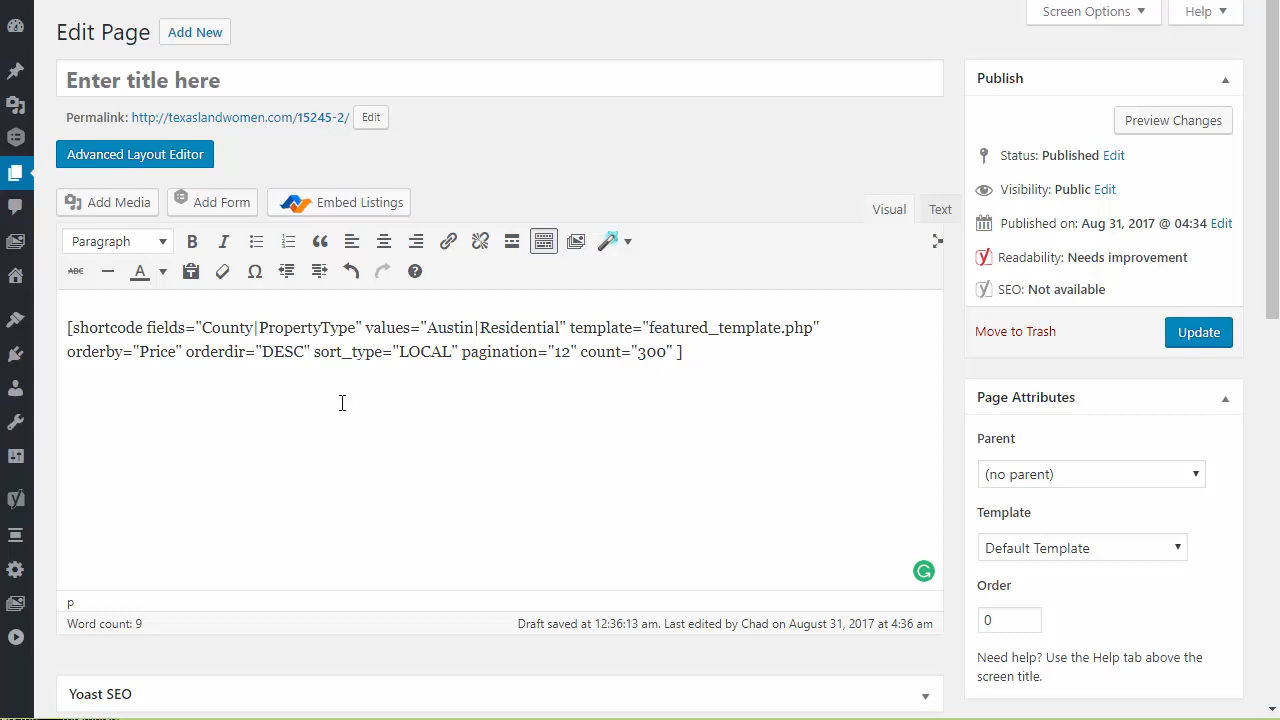 Edit Page
Add New
Screen Options
Help
Enter title here
Permalink: http://texaslandwomen.com/15245-2/
Edit
Advanced Layout Editor
Add Media
Add Form
Embed Listings
Visual
Text
Paragraph
B
I
ABC
A
Ω
[shortcode fields="County|PropertyType" values="Austin|Residential" template="featured_template.php"
orderby="Price" orderdir="DESC" sort_type="LOCAL" pagination="12" count="300" ]
p
Word count: 9
Draft saved at 12:36:13 am. Last edited by Chad on August 31, 2017 at 4:36 am
Yoast SEO
Publish
Preview Changes
Status: Published Edit
Visibility: Public Edit
Published on: Aug 31, 2017 @ 04:34 Edit
Readability: Needs improvement
SEO: Not available
Move to Trash
Update
Page Attributes
Parent
(no parent)
Template
Default Template
Order
0
Need help? Use the Help tab above the
screen title.